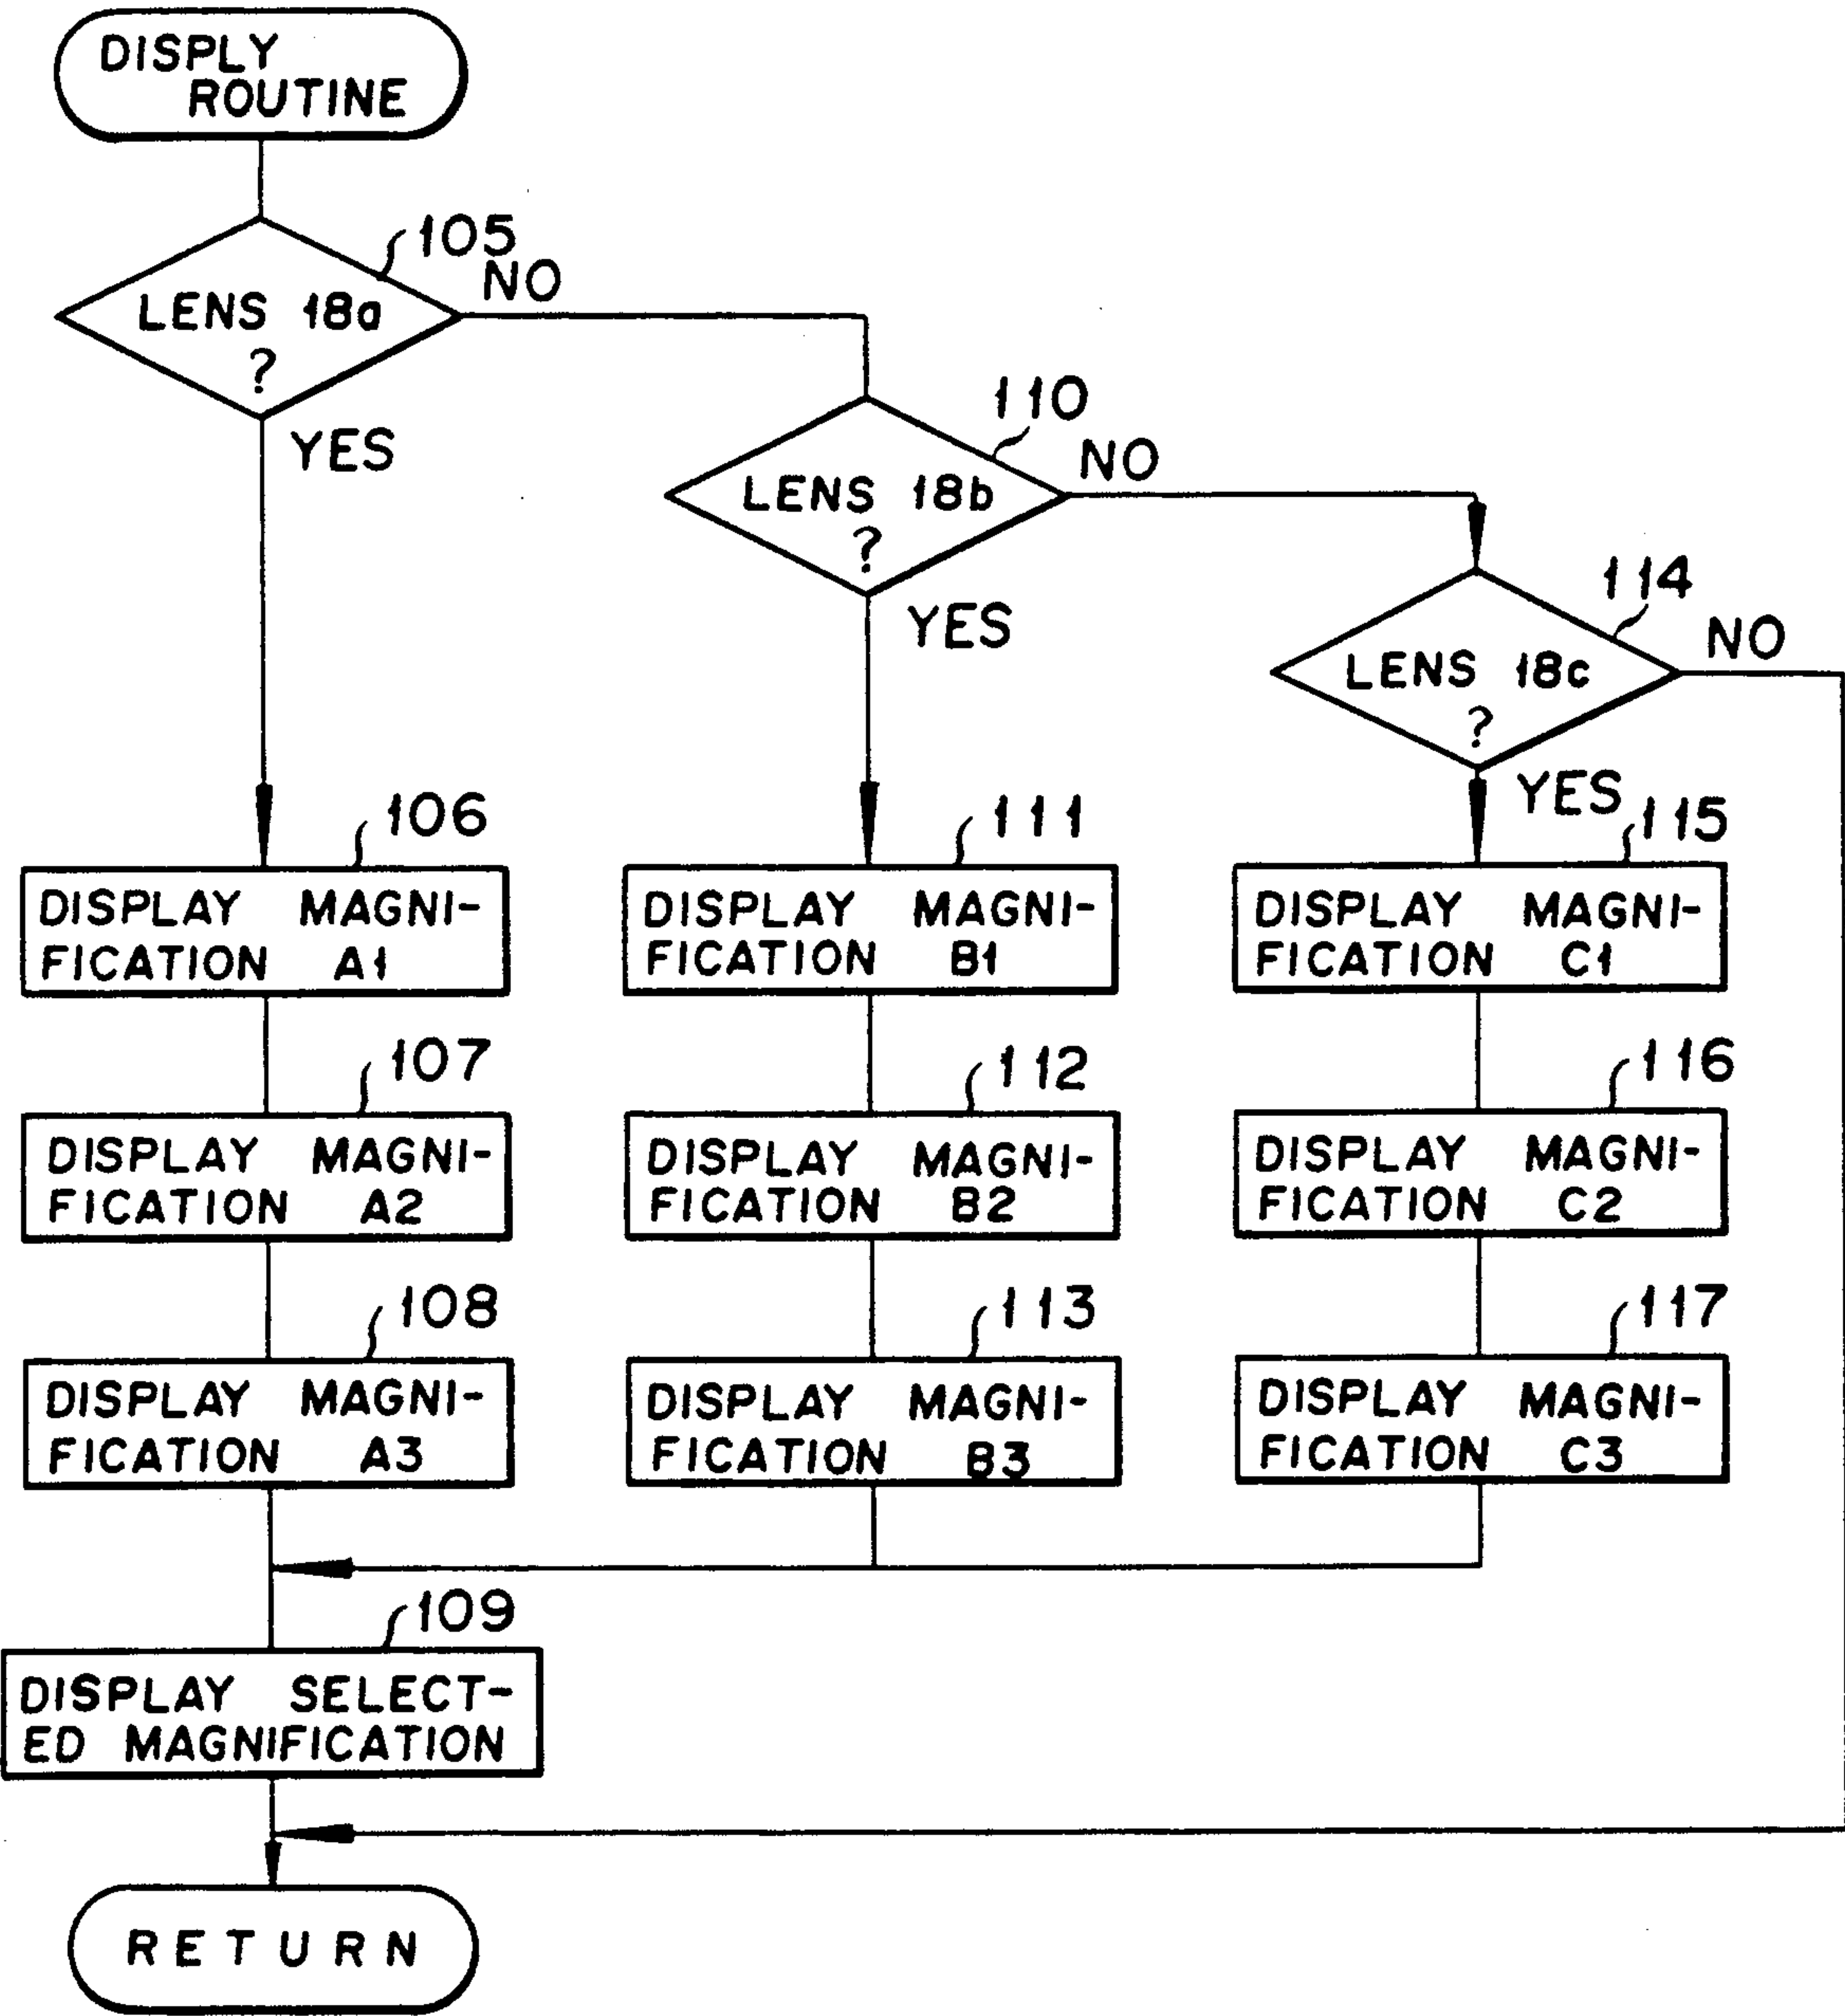 DISPLY
ROUTINE
105
NO
LENS 18a
?
YES
110
NO
LENS 18b
?
YES
114
NO
LENS 18c
?
YES
106
DISPLAY MAGNI-
FICATION A1
111
DISPLAY MAGNI-
FICATION B1
115
DISPLAY MAGNI-
FICATION C1
107
DISPLAY MAGNI-
FICATION A2
112
DISPLAY MAGNI-
FICATION B2
116
DISPLAY MAGNI-
FICATION C2
108
DISPLAY MAGNI-
FICATION A3
113
DISPLAY MAGNI-
FICATION B3
117
DISPLAY MAGNI-
FICATION C3
109
DISPLAY SELECT-
ED MAGNIFICATION
RETURN